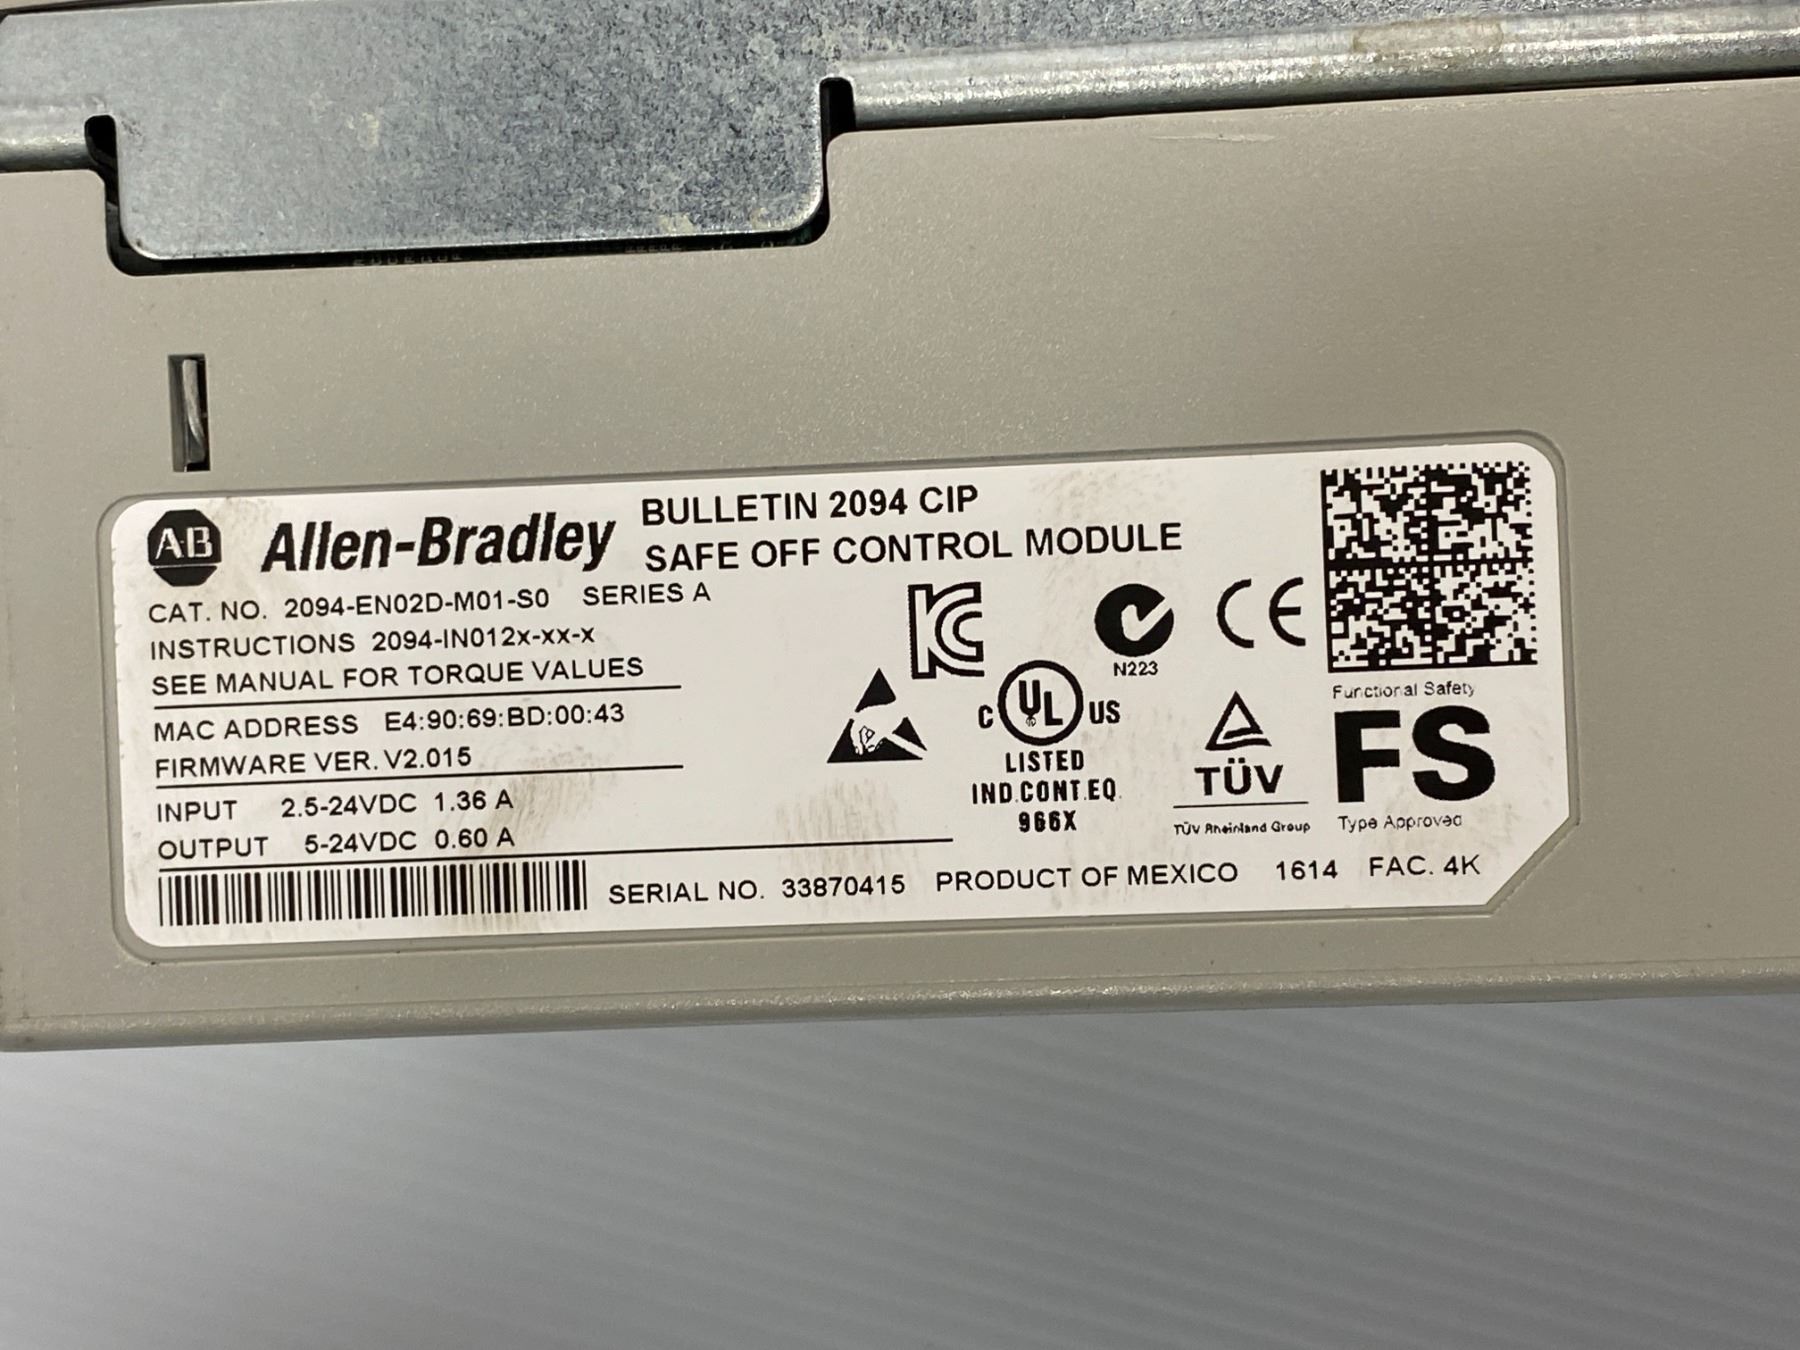 AB Allen-Bradley
BULLETIN 2094 CIP
SAFE OFF CONTROL MODULE
CAT. NO. 2094-EN02D-M01-S0 SERIES A
INSTRUCTIONS 2094-IN012x-xx-x
SEE MANUAL FOR TORQUE VALUES
MAC ADDRESS E4:90:69:BD:00:43
FIRMWARE VER. V2.015
INPUT 2.5-24VDC 1.36 A
OUTPUT 5-24VDC 0.60 A
SERIAL NO. 33870415 PRODUCT OF MEXICO 1614 FAC. 4K
KC
N223
CE
C UL US
LISTED
IND.CONT.EQ.
966X
TÜV
TÜV Rheinland Group
Functional Safety
FS
Type Approved